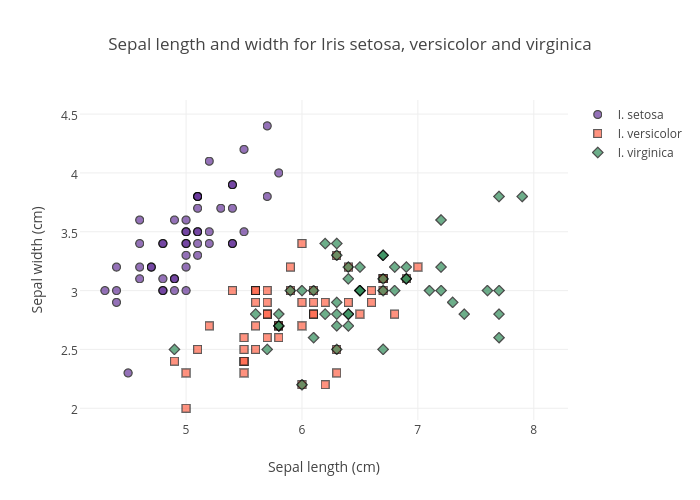 Sepal length and width for Iris setosa, versicolor and virginica
I. setosa
I. versicolor
I. virginica
4.5
4
3.5
3
2.5
2
Sepal width (cm)
5
6
7
8
Sepal length (cm)